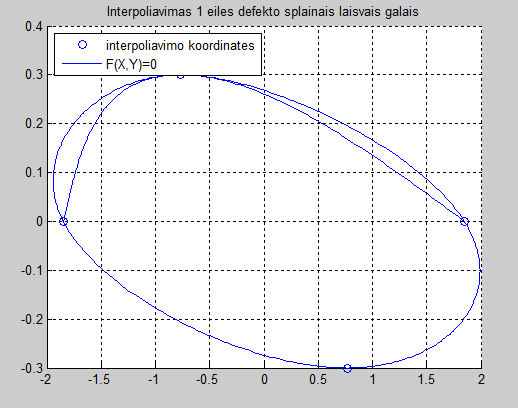 Interpoliavimas 1 eiles defekto splainais laisvais galais
interpoliavimo koordinates
F(X,Y)=0
0.4
0.3
0.2
0.1
0
-0.1
-0.2
-0.3
-2 -1.5 -1 -0.5 0 0.5 1 1.5 2